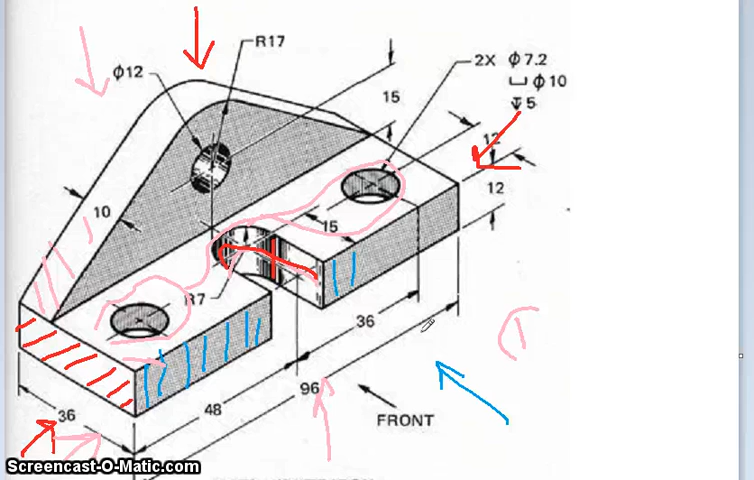 R17
2X φ7.2
φ12
⌴ φ10
15
↧5
12
12
10
15
R7
36
96
48
FRONT
36
Screencast-O-Matic.com